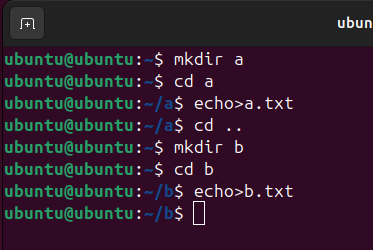 ubun
ubuntu@ubuntu:~$ mkdir a
ubuntu@ubuntu:~$ cd a
ubuntu@ubuntu:~/a$ echo>a.txt
ubuntu@ubuntu:~/a$ cd ..
ubuntu@ubuntu:~$ mkdir b
ubuntu@ubuntu:~$ cd b
ubuntu@ubuntu:~/b$ echo>b.txt
ubuntu@ubuntu:~/b$